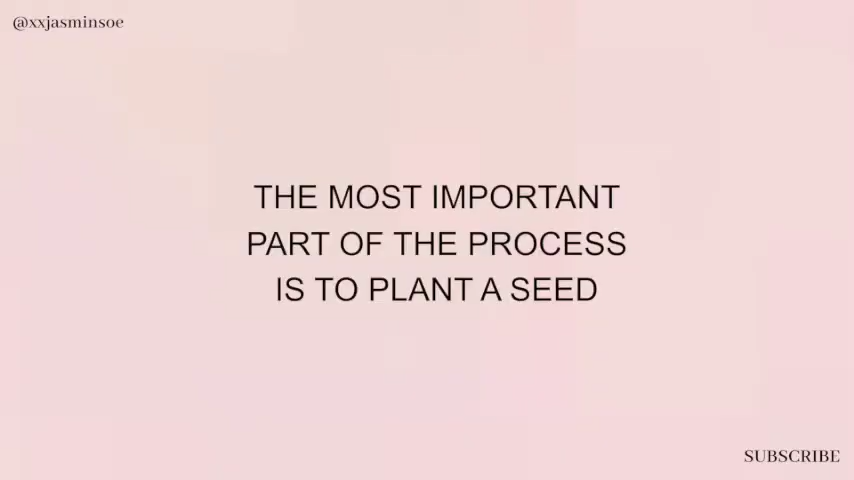 @xxjasminsoe
THE MOST IMPORTANT
PART OF THE PROCESS
IS TO PLANT A SEED
SUBSCRIBE